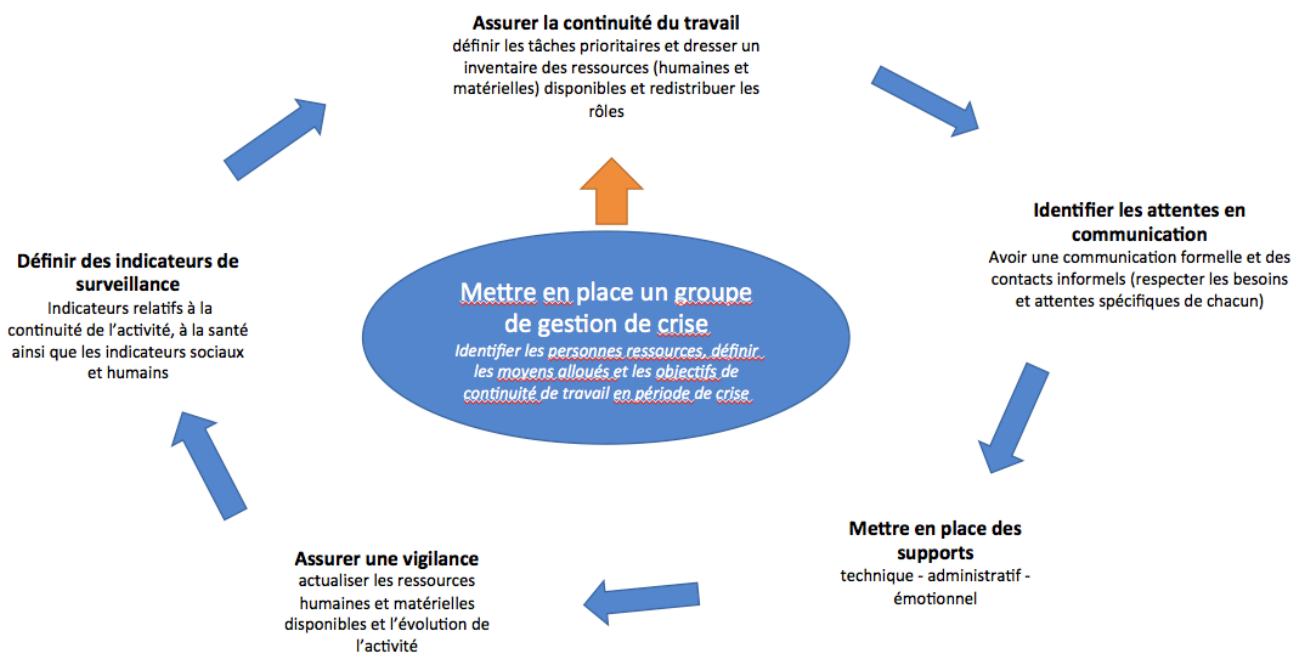 Assurer la continuité du travail
définir les tâches prioritaires et dresser un
inventaire des ressources (humaines et
matérielles) disponibles et redistribuer les
rôles
Identifier les attentes en
communication
Avoir une communication formelle et des
contacts informels (respecter les besoins
et attentes spécifiques de chacun)
Définir des indicateurs de
surveillance
Indicateurs relatifs à la
continuité de l'activité, à la santé
ainsi que les indicateurs sociaux
et humains
Mettre en place un groupe
de gestion de crise
Identifier les personnes ressources, définir
les moyens alloués et les objectifs de
continuité de travail en période de crise
Mettre en place des
supports
technique - administratif -
émotionnel
Assurer une vigilance
actualiser les ressources
humaines et matérielles
disponibles et l'évolution de
l'activité